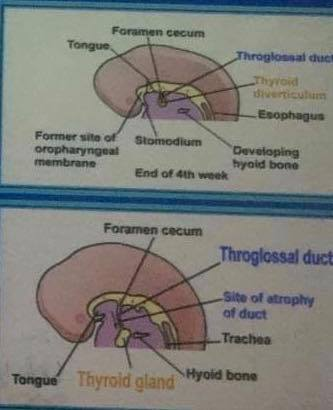 Foramen cecum
Tongue
Throglossal duct
Thyroid
diverticulum
Esophagus
Former site of
oropharyngeal
membrane
Stomodium
Developing
hyoid bone
End of 4th week
Foramen cecum
Throglossal duct
Site of atrophy
of duct
Trachea
Hyoid bone
Tongue
Thyroid gland